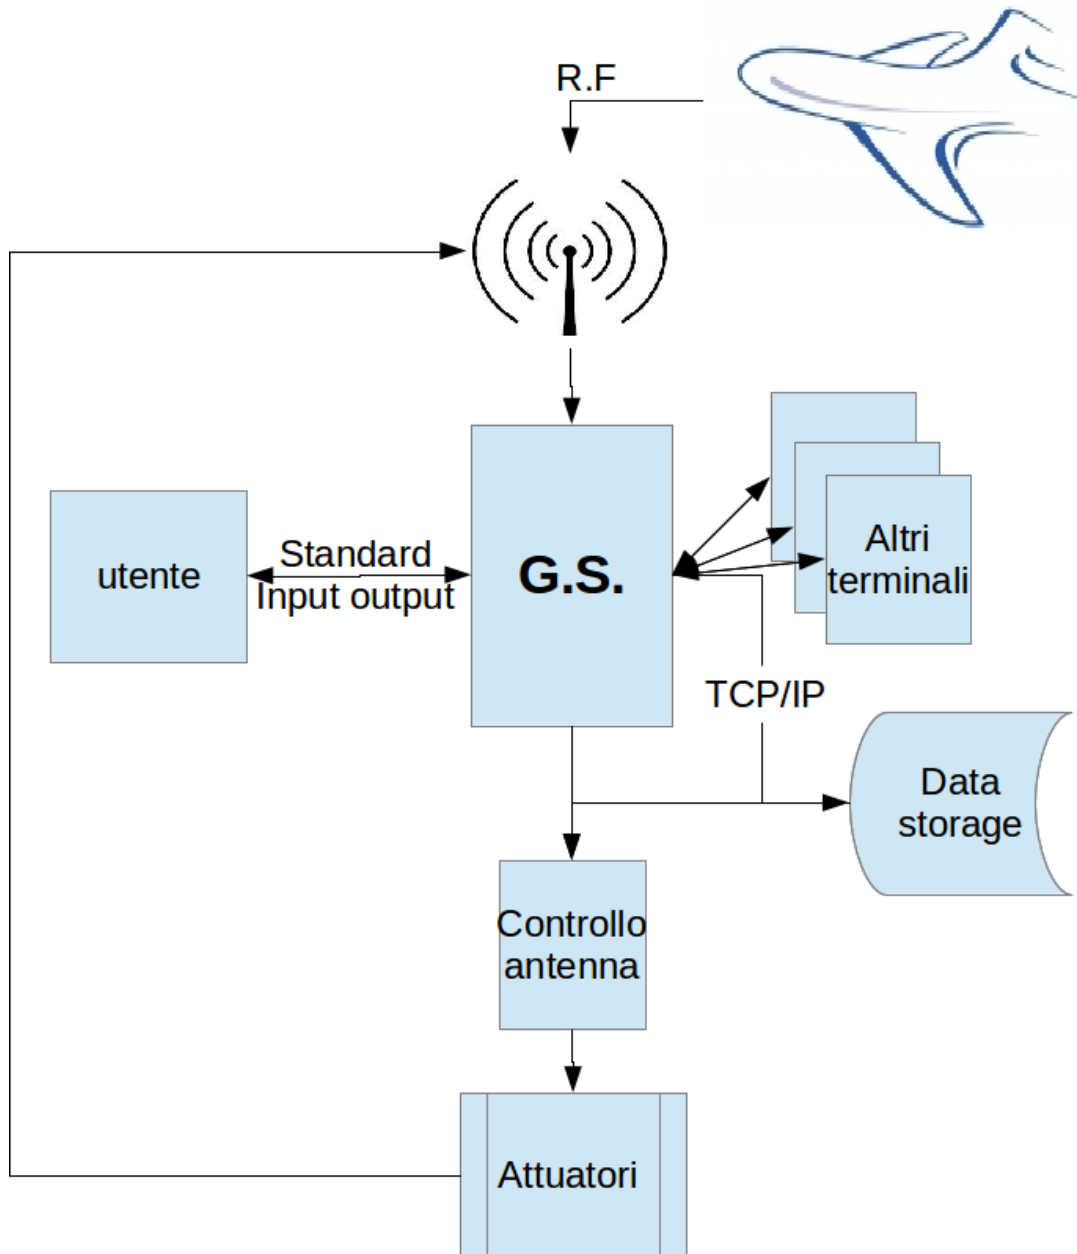 R.F
Standard
Input output
utente
G.S.
Altri
terminali
TCP/IP
Data
storage
Controllo
antenna
Attuatori